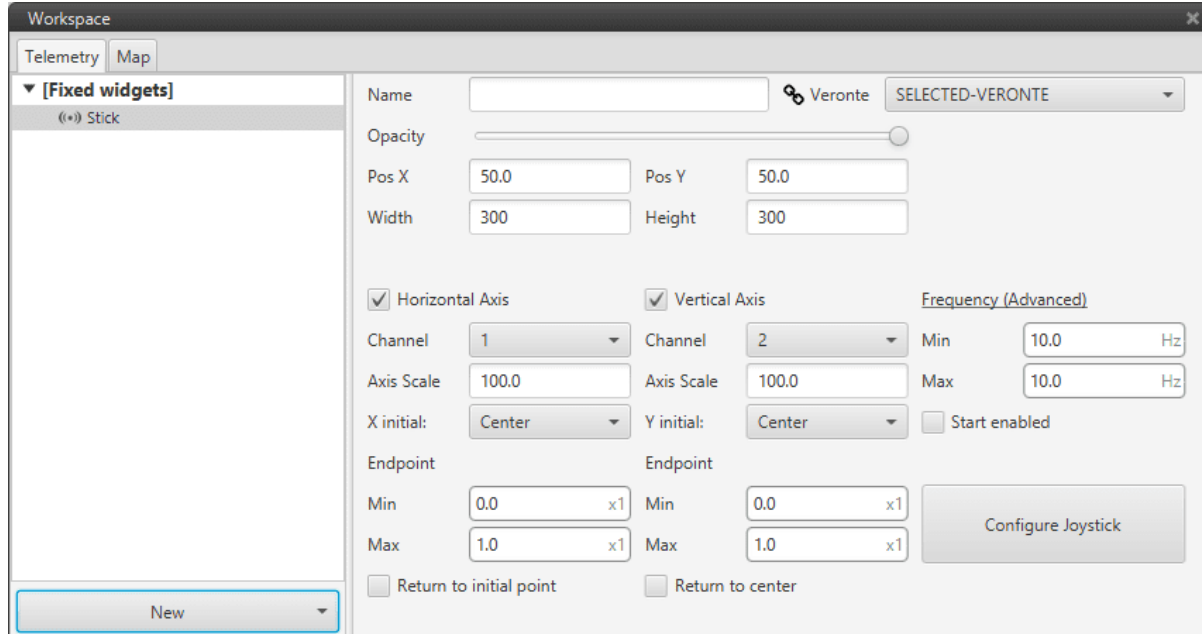 Workspace
Telemetry Map
[Fixed widgets]
Stick
Name Veronte SELECTED-VERONTE
Opacity
Pos X 50.0 Pos Y 50.0
Width 300 Height 300
Horizontal Axis Vertical Axis Frequency (Advanced)
Channel 1 Channel 2 Min 10.0 Hz
Axis Scale 100.0 Axis Scale 100.0 Max 10.0 Hz
X initial: Center Y initial: Center Start enabled
Endpoint Endpoint
Min 0.0 x1 Min 0.0 x1
Configure Joystick
Max 1.0 x1 Max 1.0 x1
Return to initial point Return to center
New